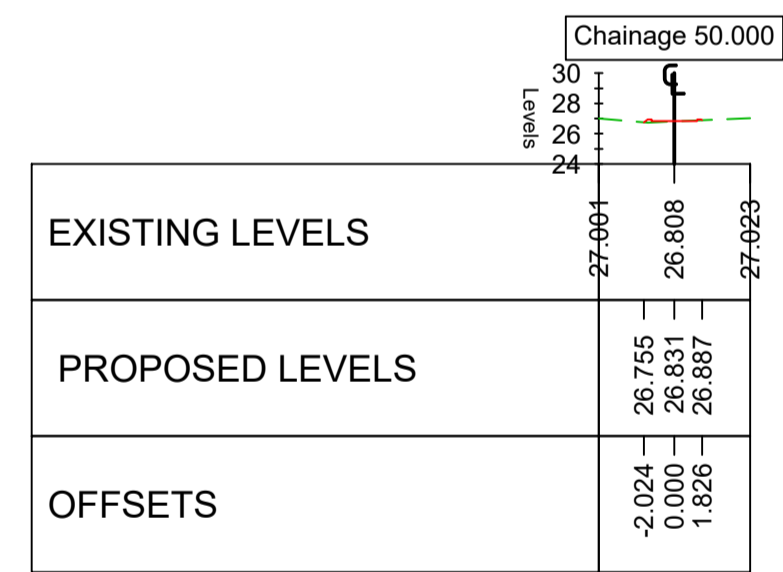 Chainage 50.000
30
28
26
24
Levels
CL
EXISTING LEVELS
27.001
26.808
27.023
PROPOSED LEVELS
26.755
26.831
26.887
OFFSETS
-2.024
0.000
1.826